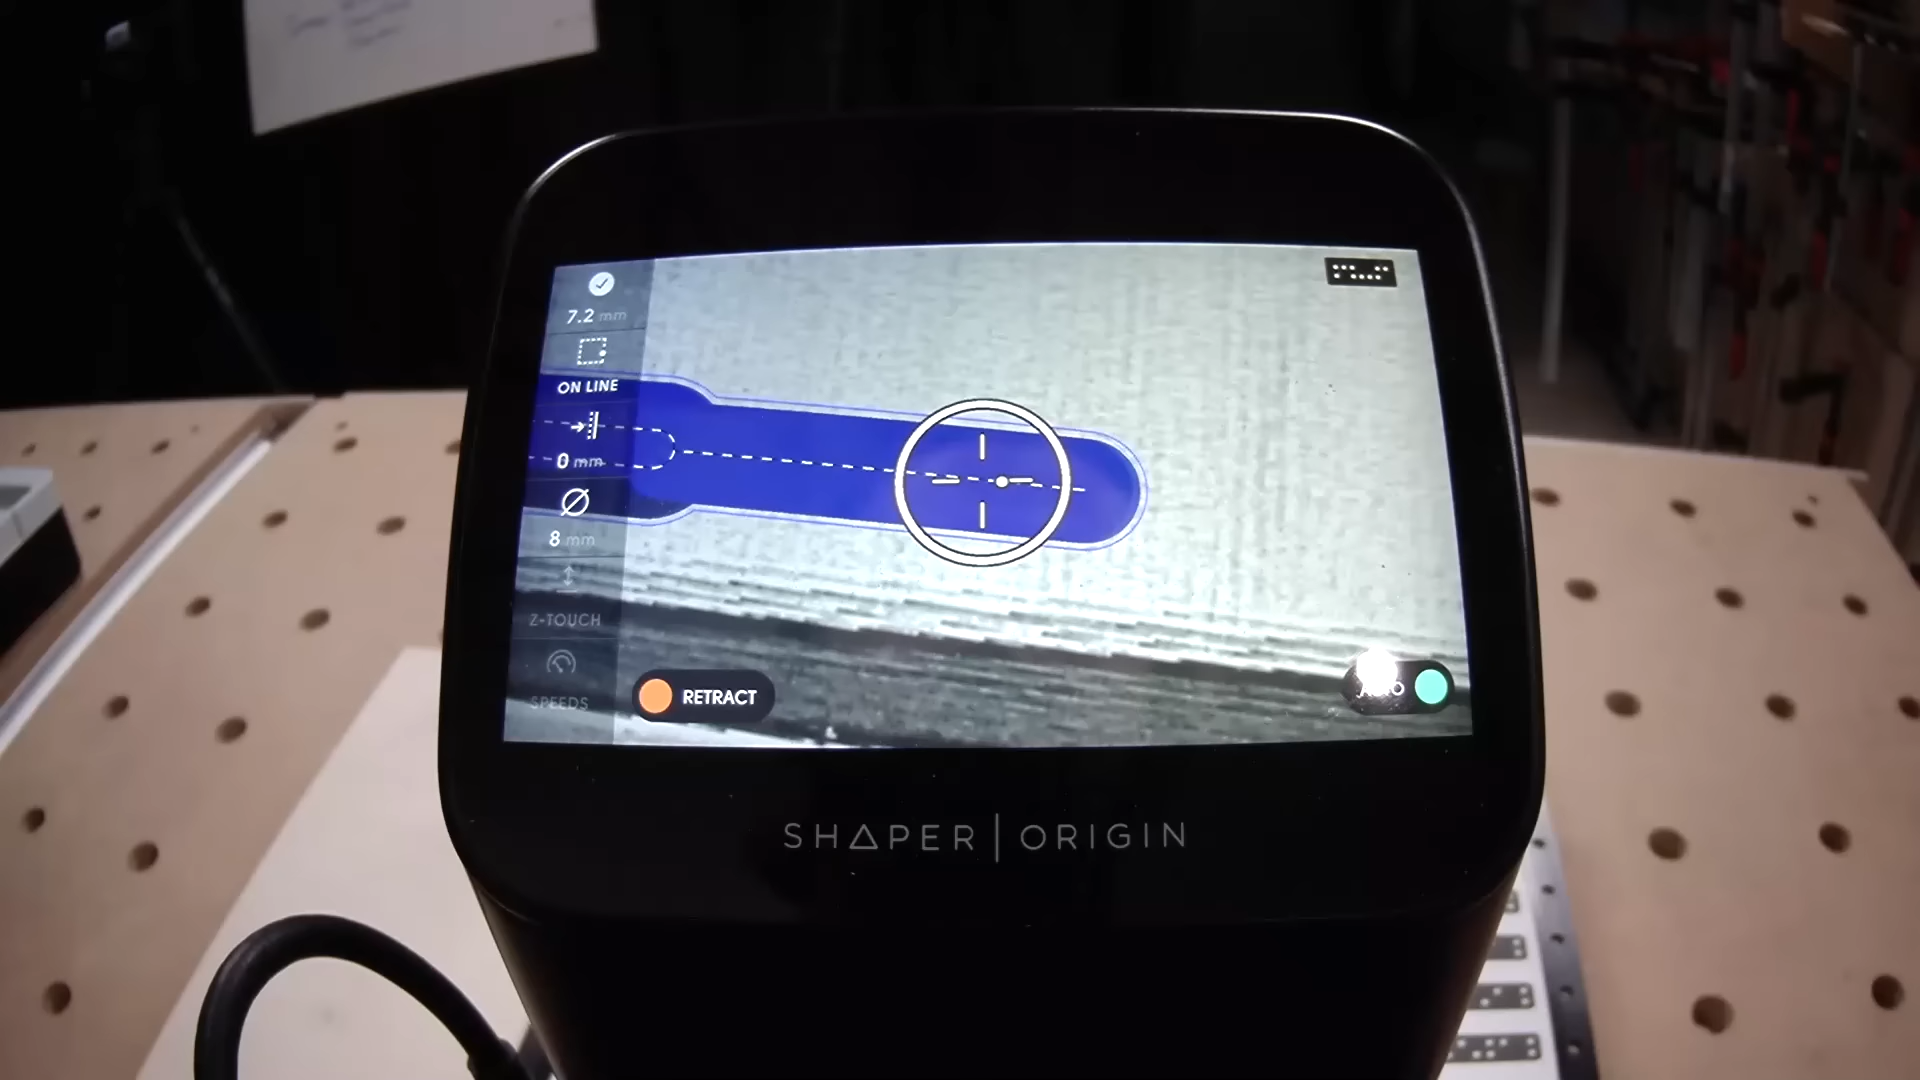 7.2 mm
ON LINE
0 mm
8 mm
Z-TOUCH
SPEEDS
RETRACT
SHAPER | ORIGIN